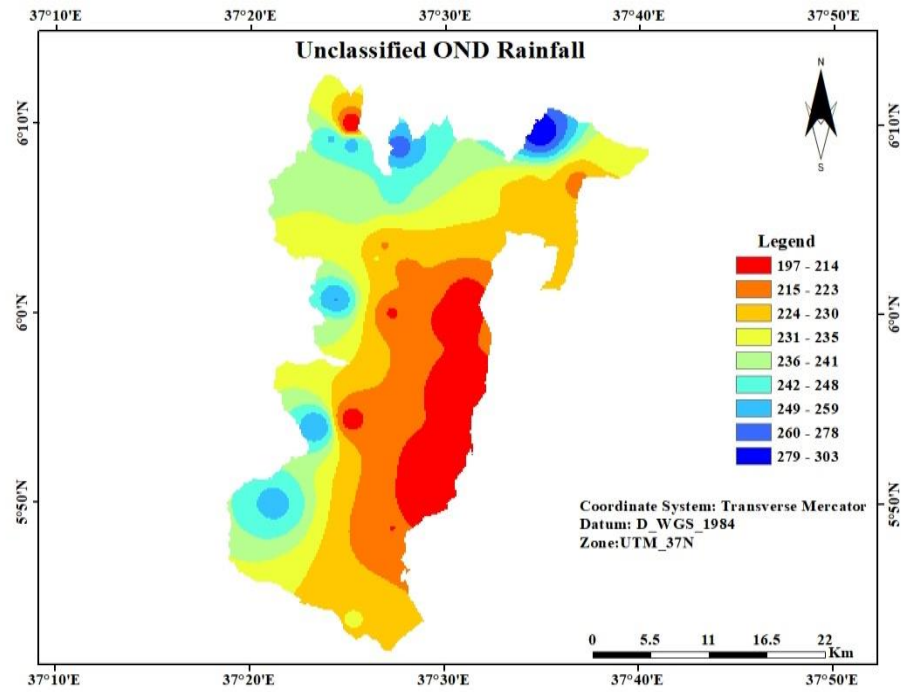 37°10'E 37°20'E 37°30'E 37°40'E 37°50'E
Unclassified OND Rainfall
N
S
6°10'N 6°10'N
6°0'N 6°0'N
5°50'N 5°50'N
Legend
197 - 214
215 - 223
224 - 230
231 - 235
236 - 241
242 - 248
249 - 259
260 - 278
279 - 303
Coordinate System: Transverse Mercator
Datum: D_WGS_1984
Zone:UTM_37N
0 5.5 11 16.5 22
Km
37°10'E 37°20'E 37°30'E 37°40'E 37°50'E